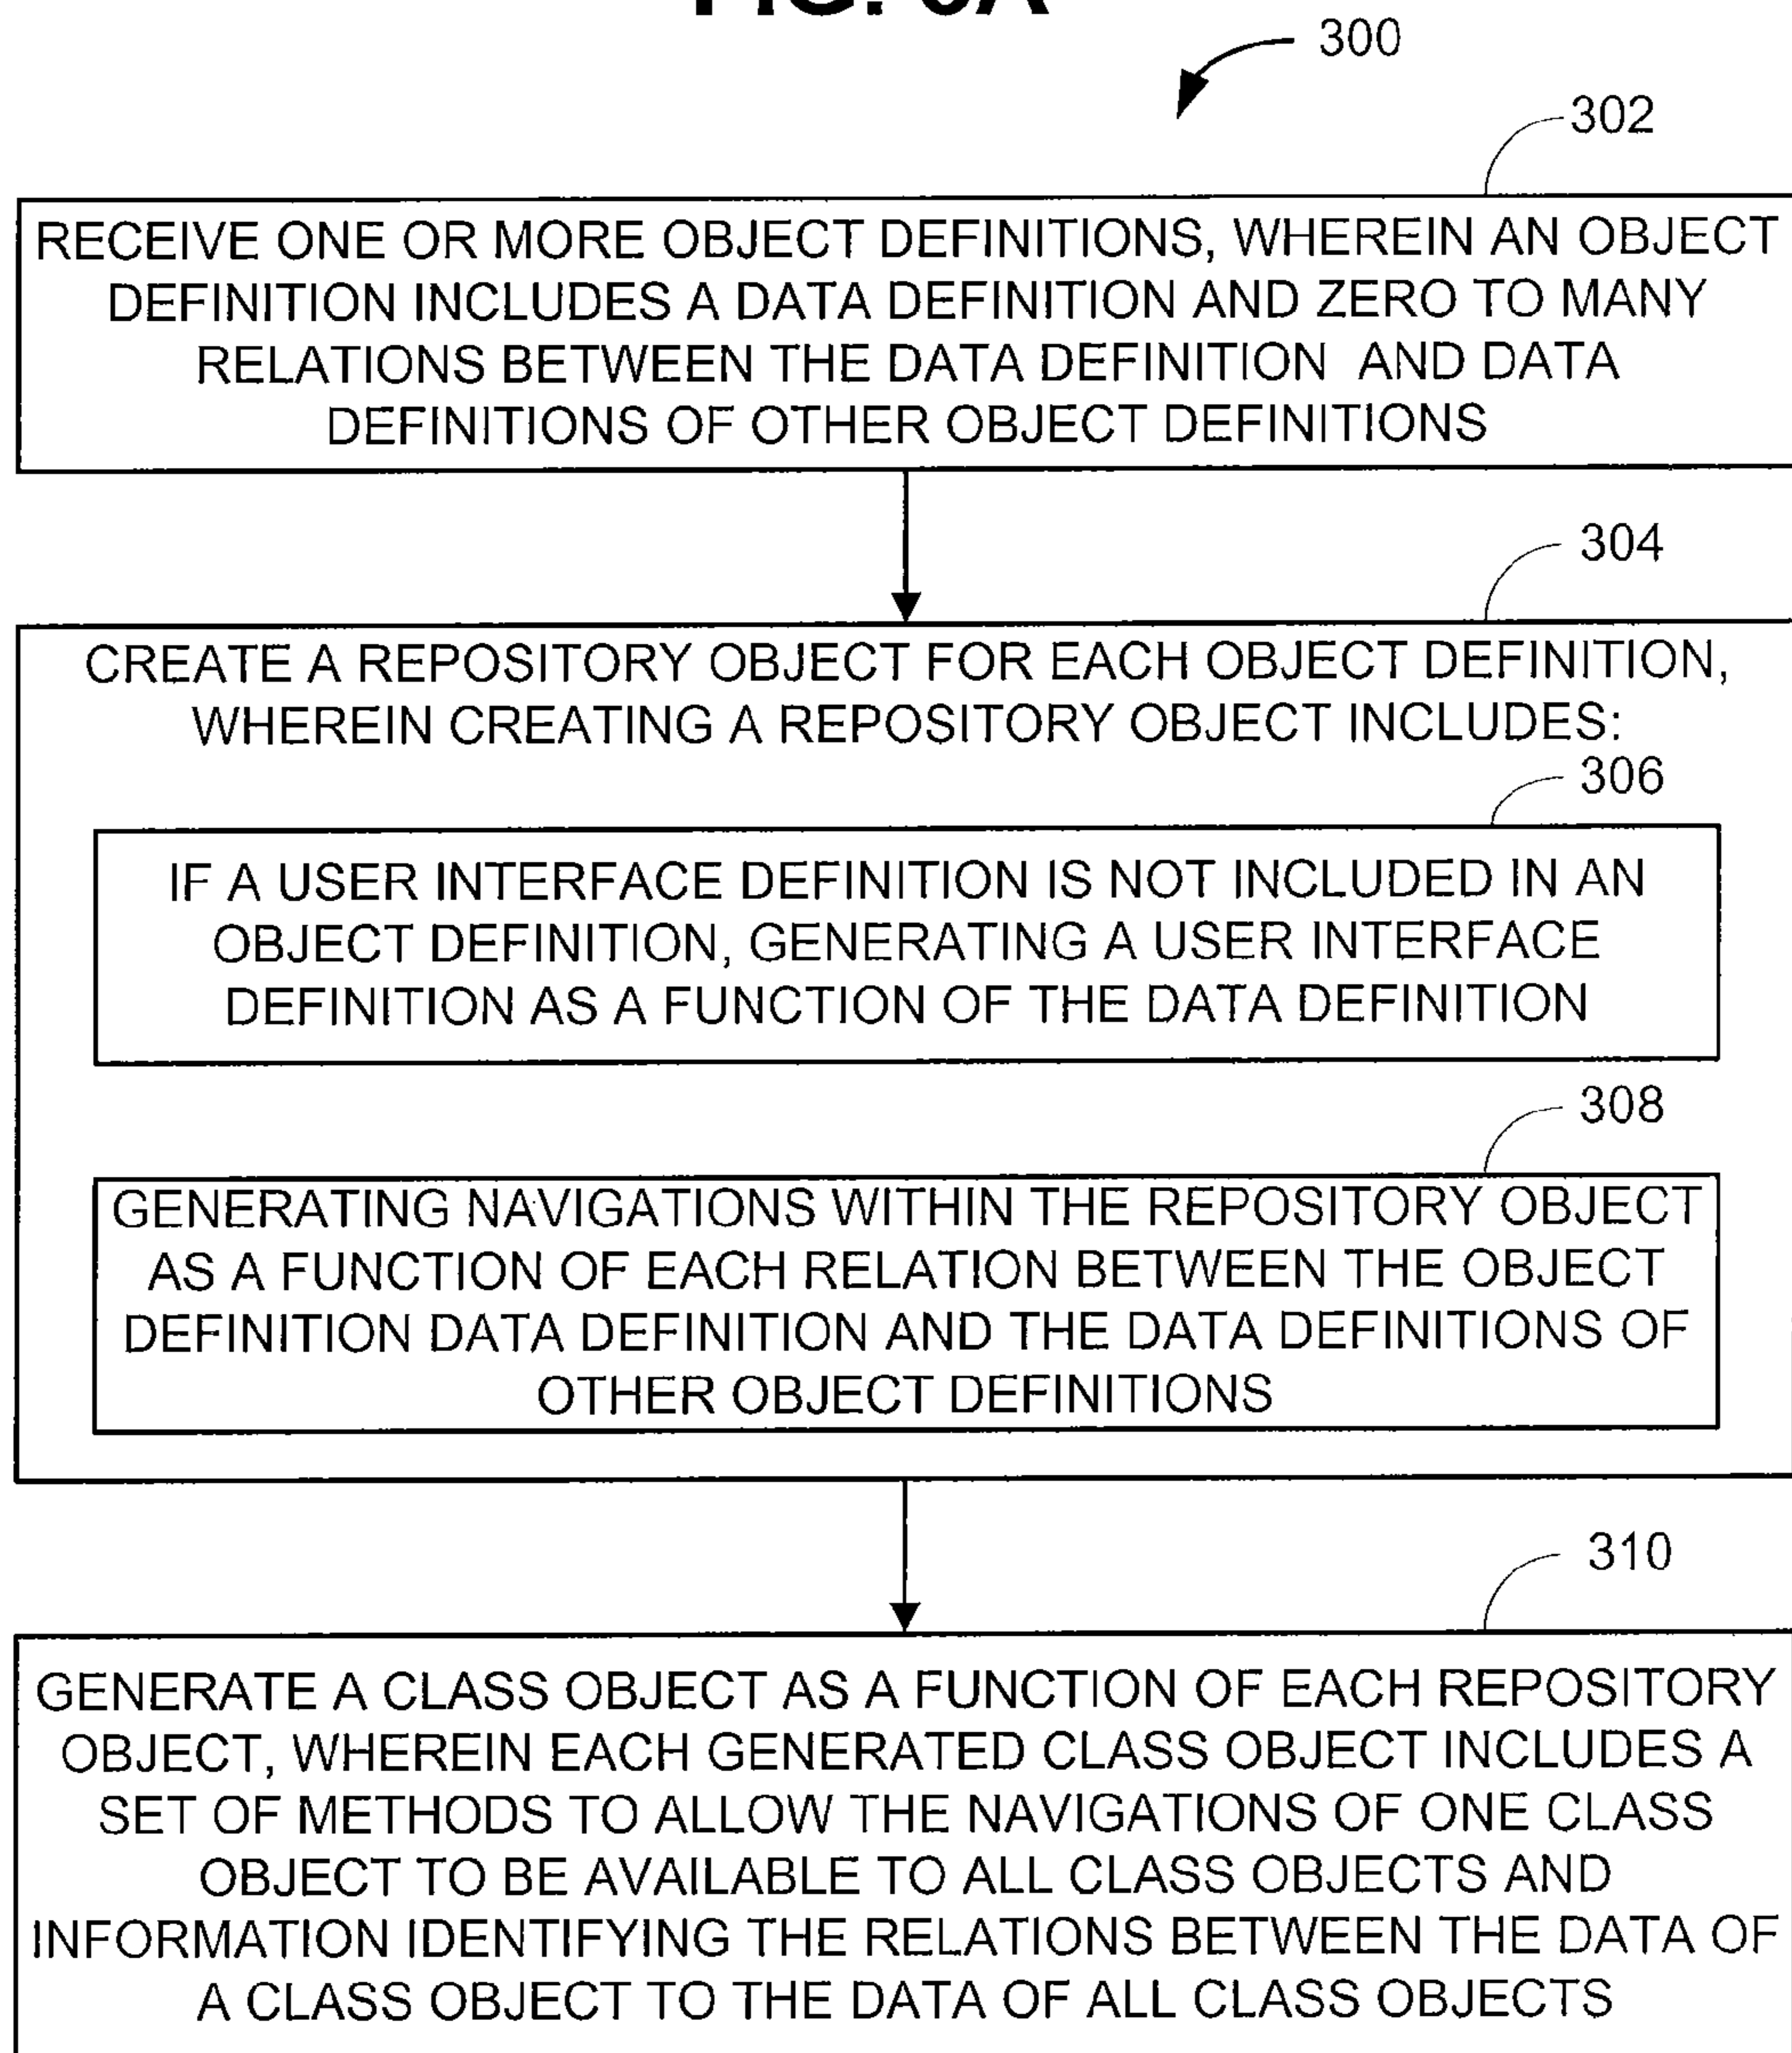 FIG. 3A
300
302
RECEIVE ONE OR MORE OBJECT DEFINITIONS, WHEREIN AN OBJECT
DEFINITION INCLUDES A DATA DEFINITION AND ZERO TO MANY
RELATIONS BETWEEN THE DATA DEFINITION AND DATA
DEFINITIONS OF OTHER OBJECT DEFINITIONS
304
CREATE A REPOSITORY OBJECT FOR EACH OBJECT DEFINITION,
WHEREIN CREATING A REPOSITORY OBJECT INCLUDES:
306
IF A USER INTERFACE DEFINITION IS NOT INCLUDED IN AN
OBJECT DEFINITION, GENERATING A USER INTERFACE
DEFINITION AS A FUNCTION OF THE DATA DEFINITION
308
GENERATING NAVIGATIONS WITHIN THE REPOSITORY OBJECT
AS A FUNCTION OF EACH RELATION BETWEEN THE OBJECT
DEFINITION DATA DEFINITION AND THE DATA DEFINITIONS OF
OTHER OBJECT DEFINITIONS
310
GENERATE A CLASS OBJECT AS A FUNCTION OF EACH REPOSITORY
OBJECT, WHEREIN EACH GENERATED CLASS OBJECT INCLUDES A
SET OF METHODS TO ALLOW THE NAVIGATIONS OF ONE CLASS
OBJECT TO BE AVAILABLE TO ALL CLASS OBJECTS AND
INFORMATION IDENTIFYING THE RELATIONS BETWEEN THE DATA OF
A CLASS OBJECT TO THE DATA OF ALL CLASS OBJECTS